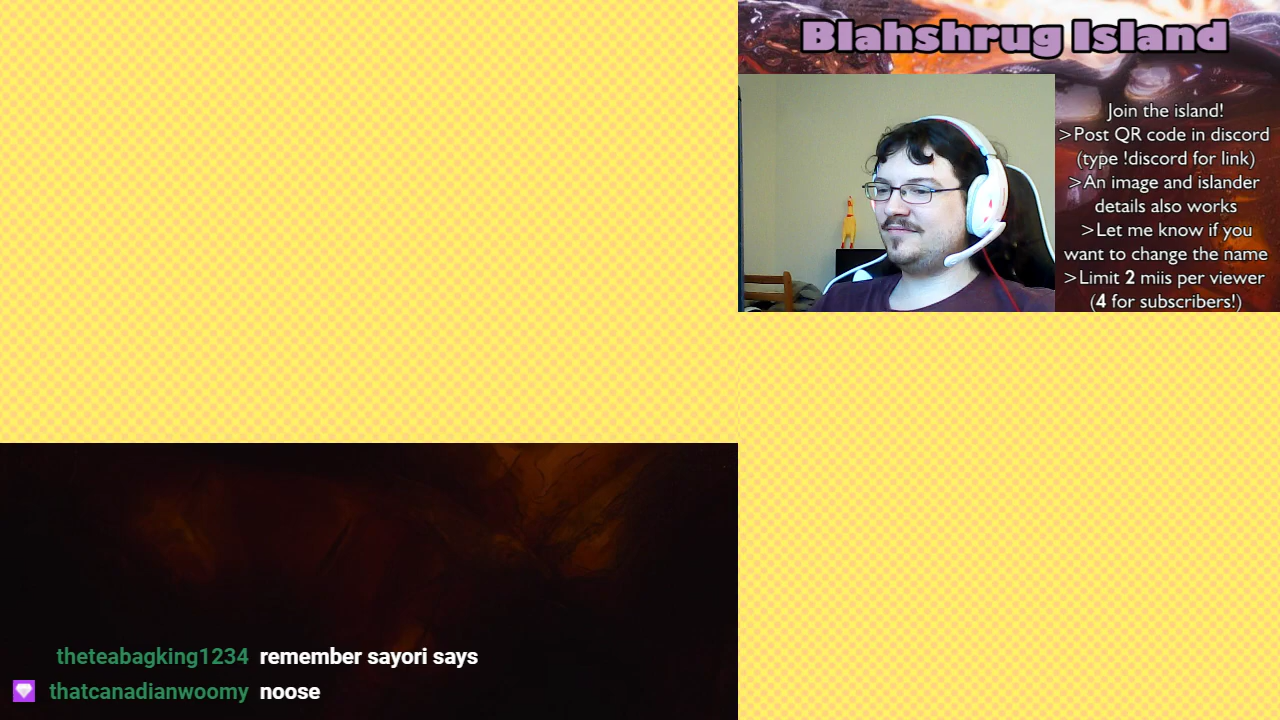 Blahshrug Island
Join the island!
>Post QR code in discord
(type !discord for link)
>An image and islander
details also works
>Let me know if you
want to change the name
>Limit 2 miis per viewer
(4 for subscribers!)
theteabagking1234 remember sayori says
thatcanadianwoomy noose